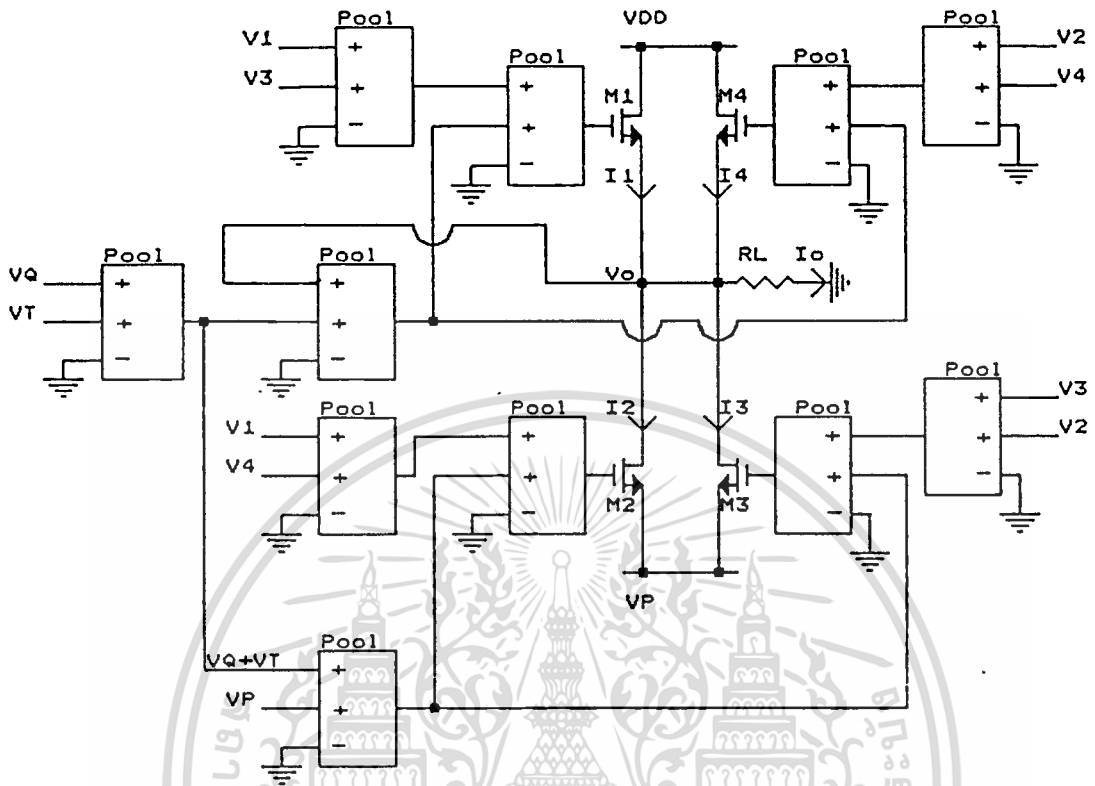 Pool VDD Pool
V1 + + V2
V3 + Pool Pool + V4
- + M1 M4 + -
+ +
- I1 I4 -
Pool Pool
VQ + + Vo RL Io
VT + +
- -
Pool
Pool Pool I2 I3 Pool + V3
V1 + + + + V2
V4 + + M2 M3 + -
- - -
VP
Pool
VQ+VT +
VP +
-